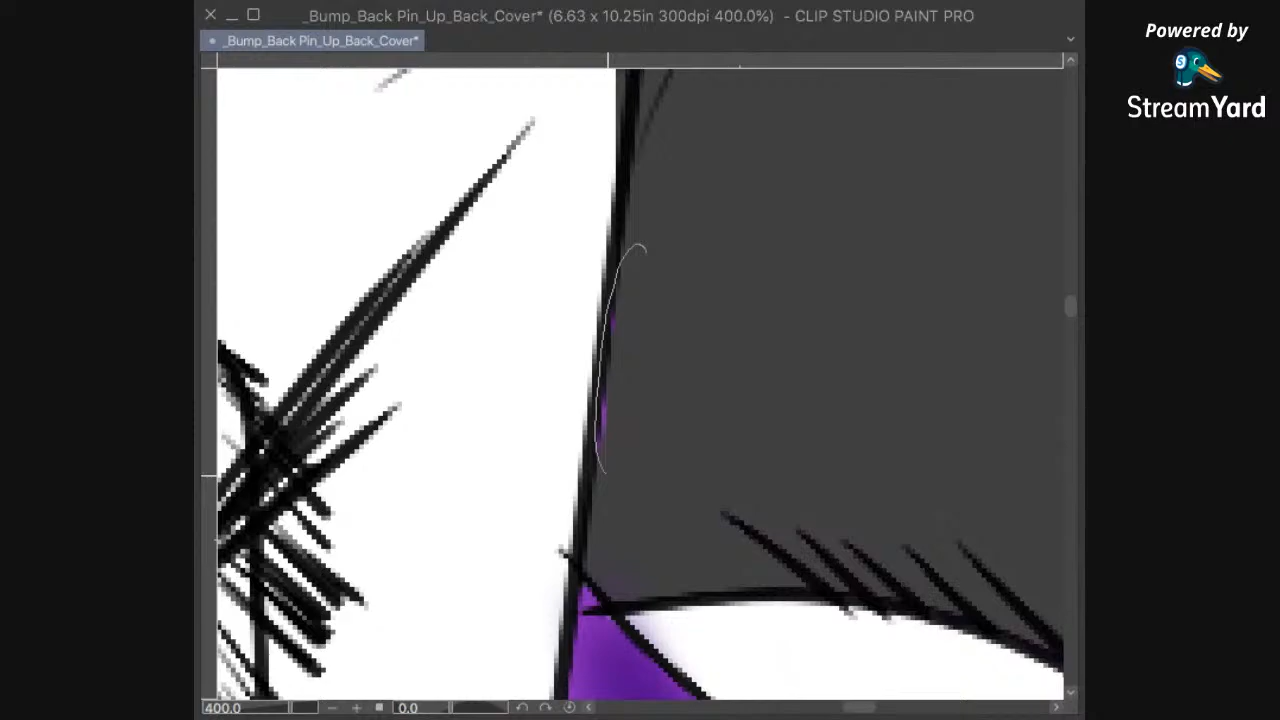 _Bump_Back Pin_Up_Back_Cover* (6.63 x 10.25in 300dpi 400.0%) - CLIP STUDIO PAINT PRO
_Bump_Back Pin_Up_Back_Cover*
Powered by
S
StreamYard
400.0
0.0